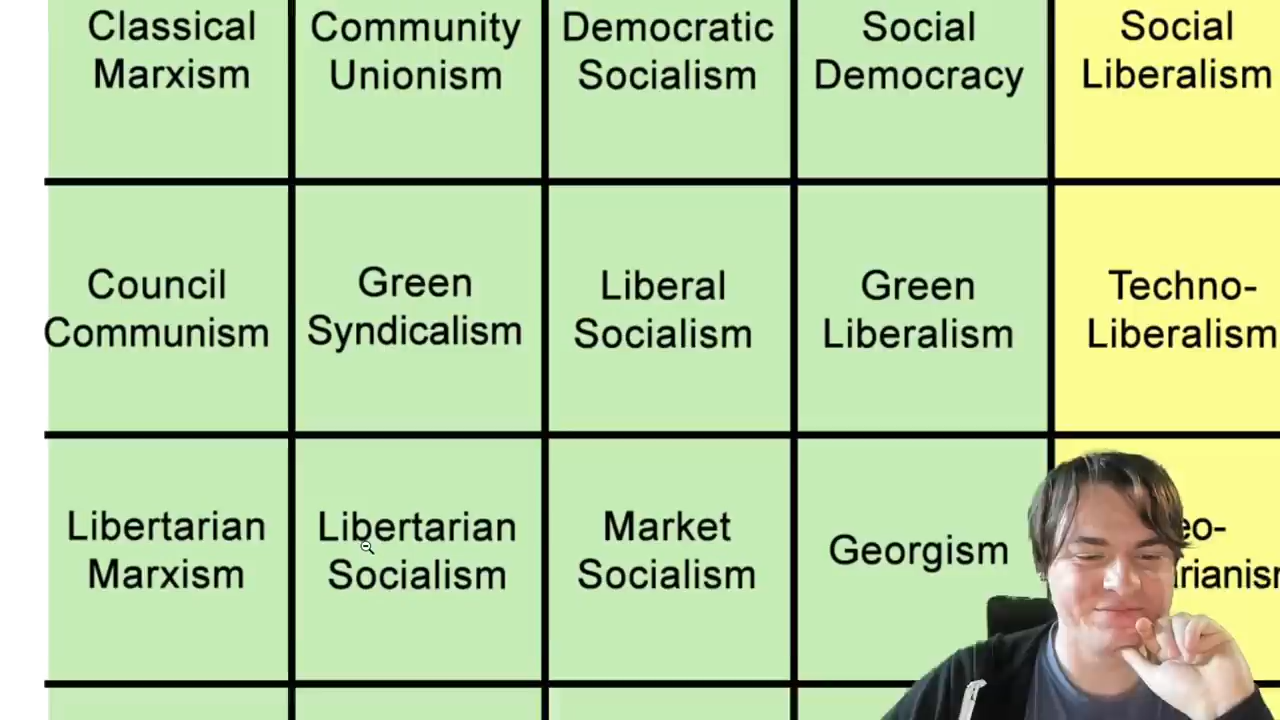 Classical
Marxism
Community
Unionism
Democratic
Socialism
Social
Democracy
Social
Liberalism
Council
Communism
Green
Syndicalism
Liberal
Socialism
Green
Liberalism
Techno-
Liberalism
Libertarian
Marxism
Libertarian
Socialism
Market
Socialism
Georgism